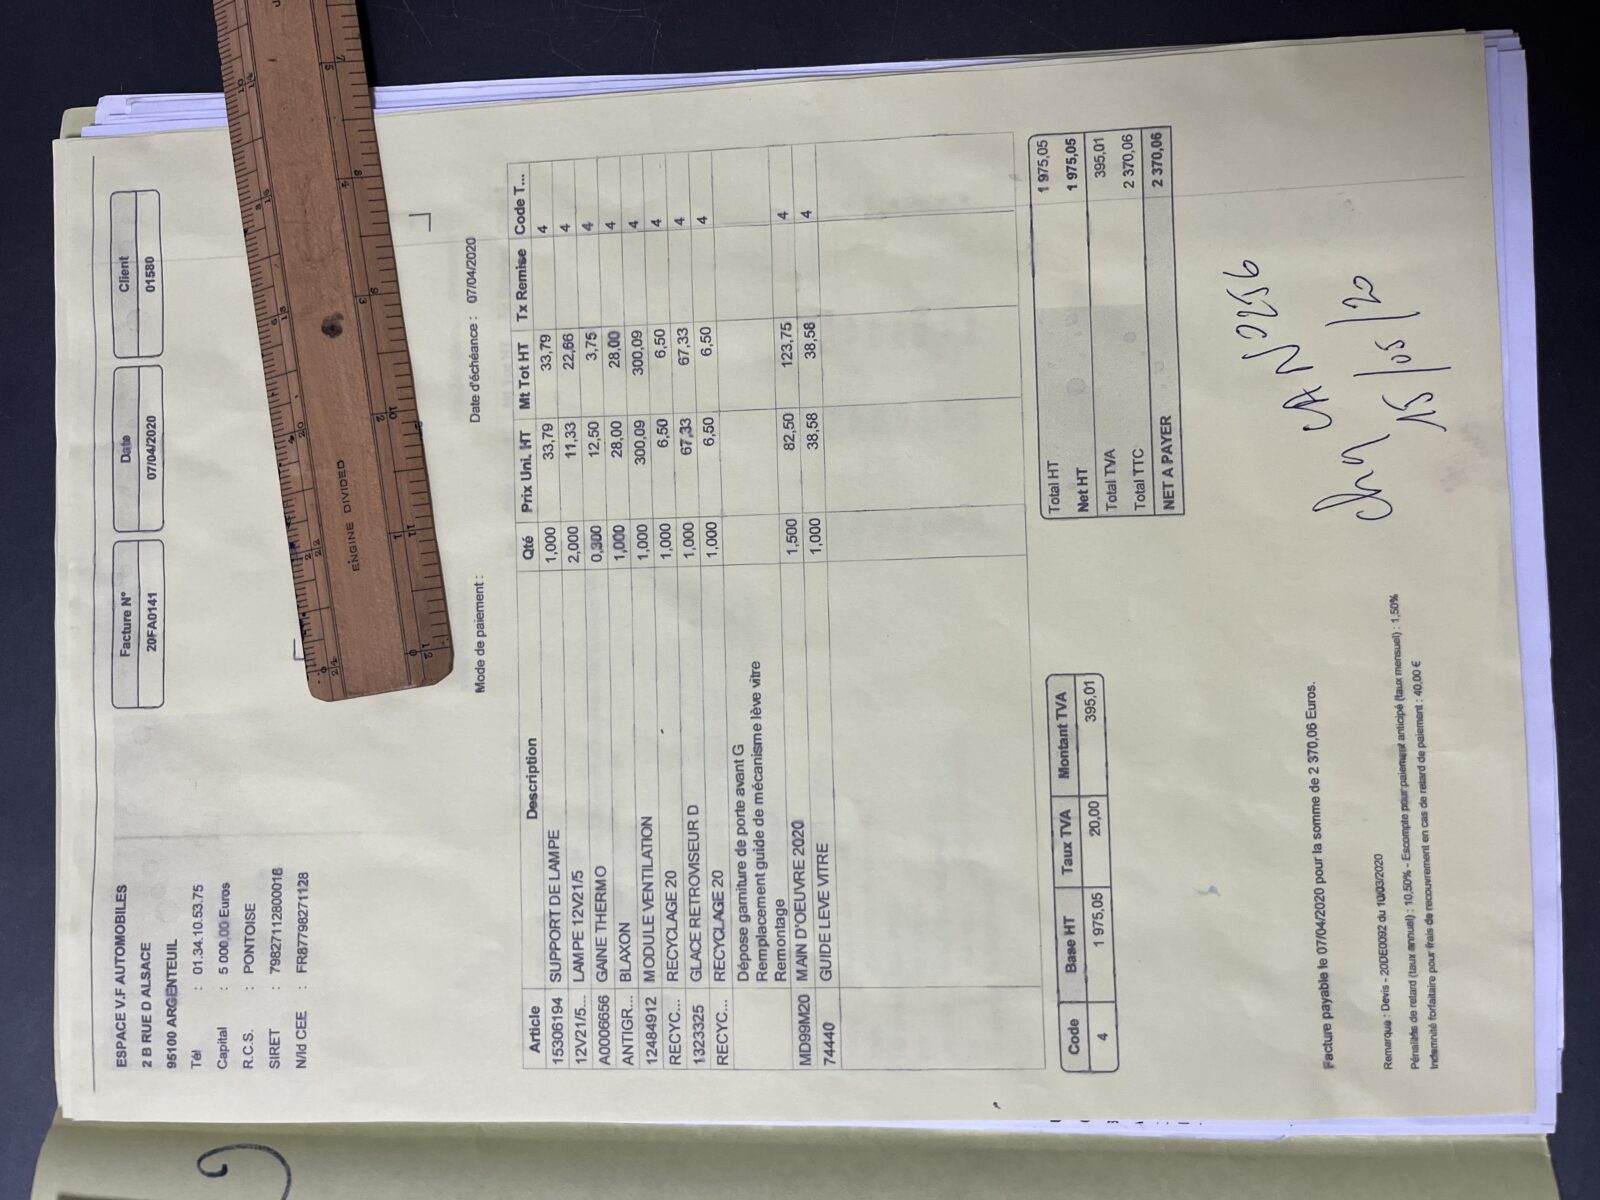 Facture N° Date Client
20FA0141 07/04/2020 01580
ESPACE V.F AUTOMOBILES
2 B RUE D ALSACE
95100 ARGENTEUIL
Tél : 01.34.10.53.75
Capital : 5 000,00 Euros
R.C.S. : PONTOISE
SIRET : 79827112800016
N/Id CEE : FR87798271128
ENGINE DIVIDED
Mode de paiement : Date d'échéance : 07/04/2020
Article Description Qté Prix Uni. HT Mt Tot HT Tx Remise Code T...
15306194 SUPPORT DE LAMPE 1,000 33,79 33,79 4
12V21/5... LAMPE 12V21/5 2,000 11,33 22,66 4
A0006656 GAINE THERMO 0,300 12,50 3,75 4
ANTIGR... BLAXON 1,000 28,00 28,00 4
12484912 MODULE VENTILATION 1,000 300,09 300,09 4
RECYC... RECYCLAGE 20 1,000 6,50 6,50 4
1323325 GLACE RETROVISEUR D 1,000 67,33 67,33 4
RECYC... RECYCLAGE 20 1,000 6,50 6,50 4
Dépose garniture de porte avant G
Remplacement guide de mécanisme lève vitre
Remontage
MD99M20 MAIN D'OEUVRE 2020 1,500 82,50 123,75 4
74440 GUIDE LEVE VITRE 1,000 38,58 38,58 4
Code Base HT Taux TVA Montant TVA
4 1 975,05 20,00 395,01
Total HT 1 975,05
Net HT 1 975,05
Total TVA 395,01
Total TTC 2 370,06
NET A PAYER 2 370,06
15/05/20
Facture payable le 07/04/2020 pour la somme de 2 370,06 Euros.
Remarque : Devis - 20DE0092 du 10/03/2020
Pénalités de retard (taux annuel) : 10,50% - Escompte pour paiement anticipé (taux mensuel) : 1,50%
Indemnité forfaitaire pour frais de recouvrement en cas de retard de paiement : 40,00 €